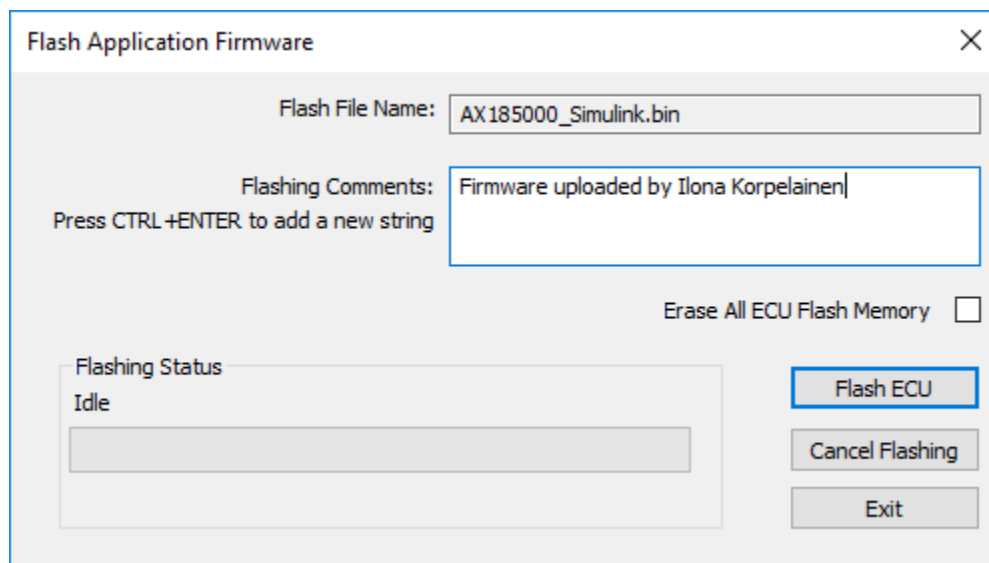 Flash Application Firmware
Flash File Name: AX185000_Simulink.bin
Flashing Comments: Firmware uploaded by Ilona Korpelainen
Press CTRL+ENTER to add a new string
Erase All ECU Flash Memory
Flashing Status
Idle
Flash ECU
Cancel Flashing
Exit